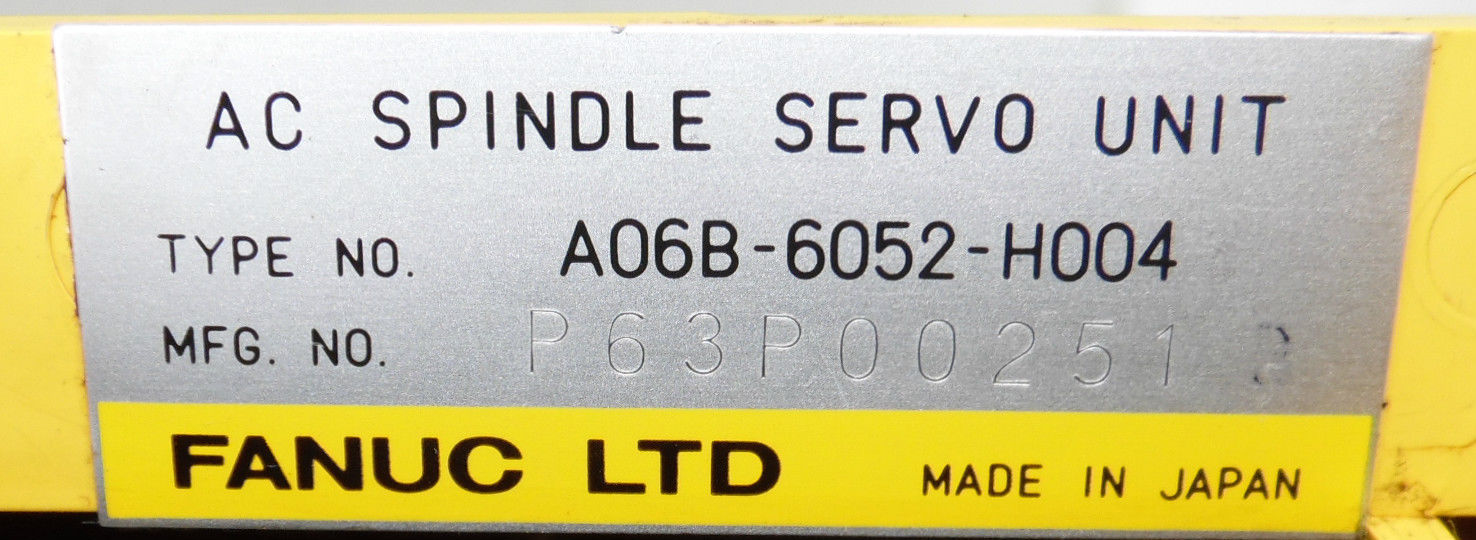 AC SPINDLE SERVO UNIT
TYPE NO. A06B-6052-H004
MFG. NO. P63P00251
FANUC LTD MADE IN JAPAN